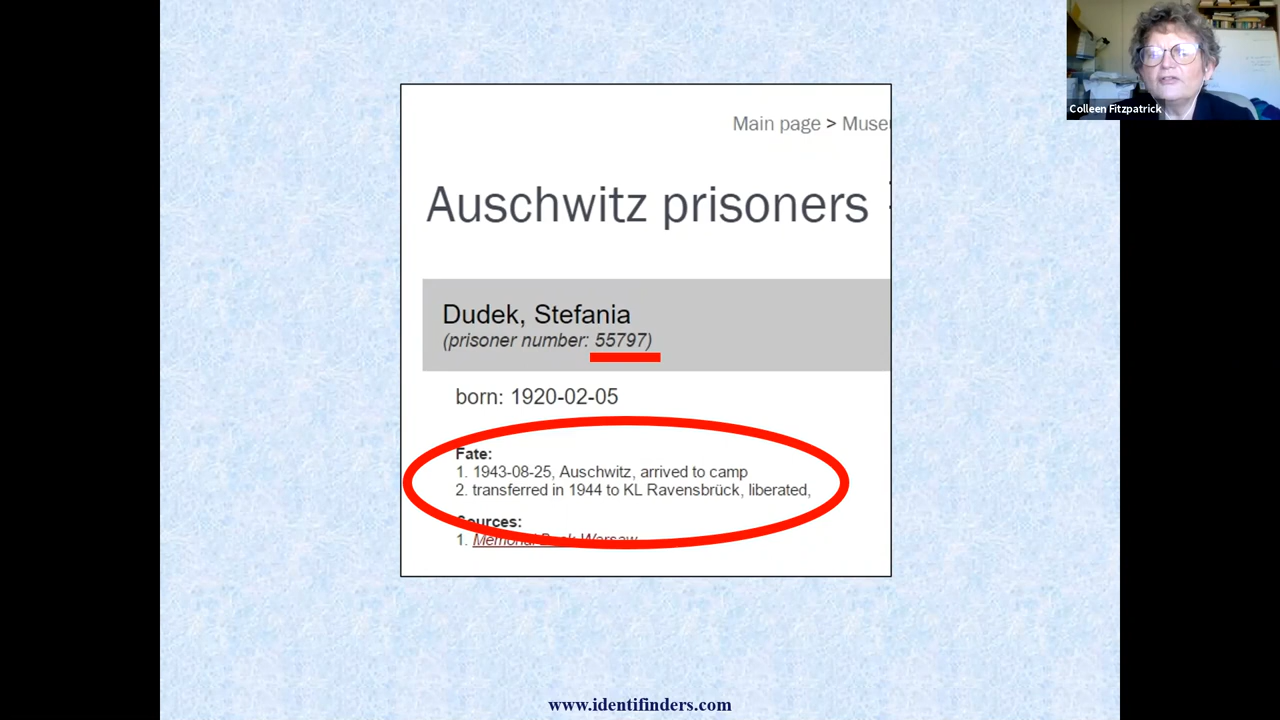 Colleen Fitzpatrick
Main page > Museu
Auschwitz prisoners
Dudek, Stefania
(prisoner number: 55797)
born: 1920-02-05
Fate:
1. 1943-08-25, Auschwitz, arrived to camp
2. transferred in 1944 to KL Ravensbrück, liberated,
Sources:
1. Memorial Book Warsaw
www.identifinders.com